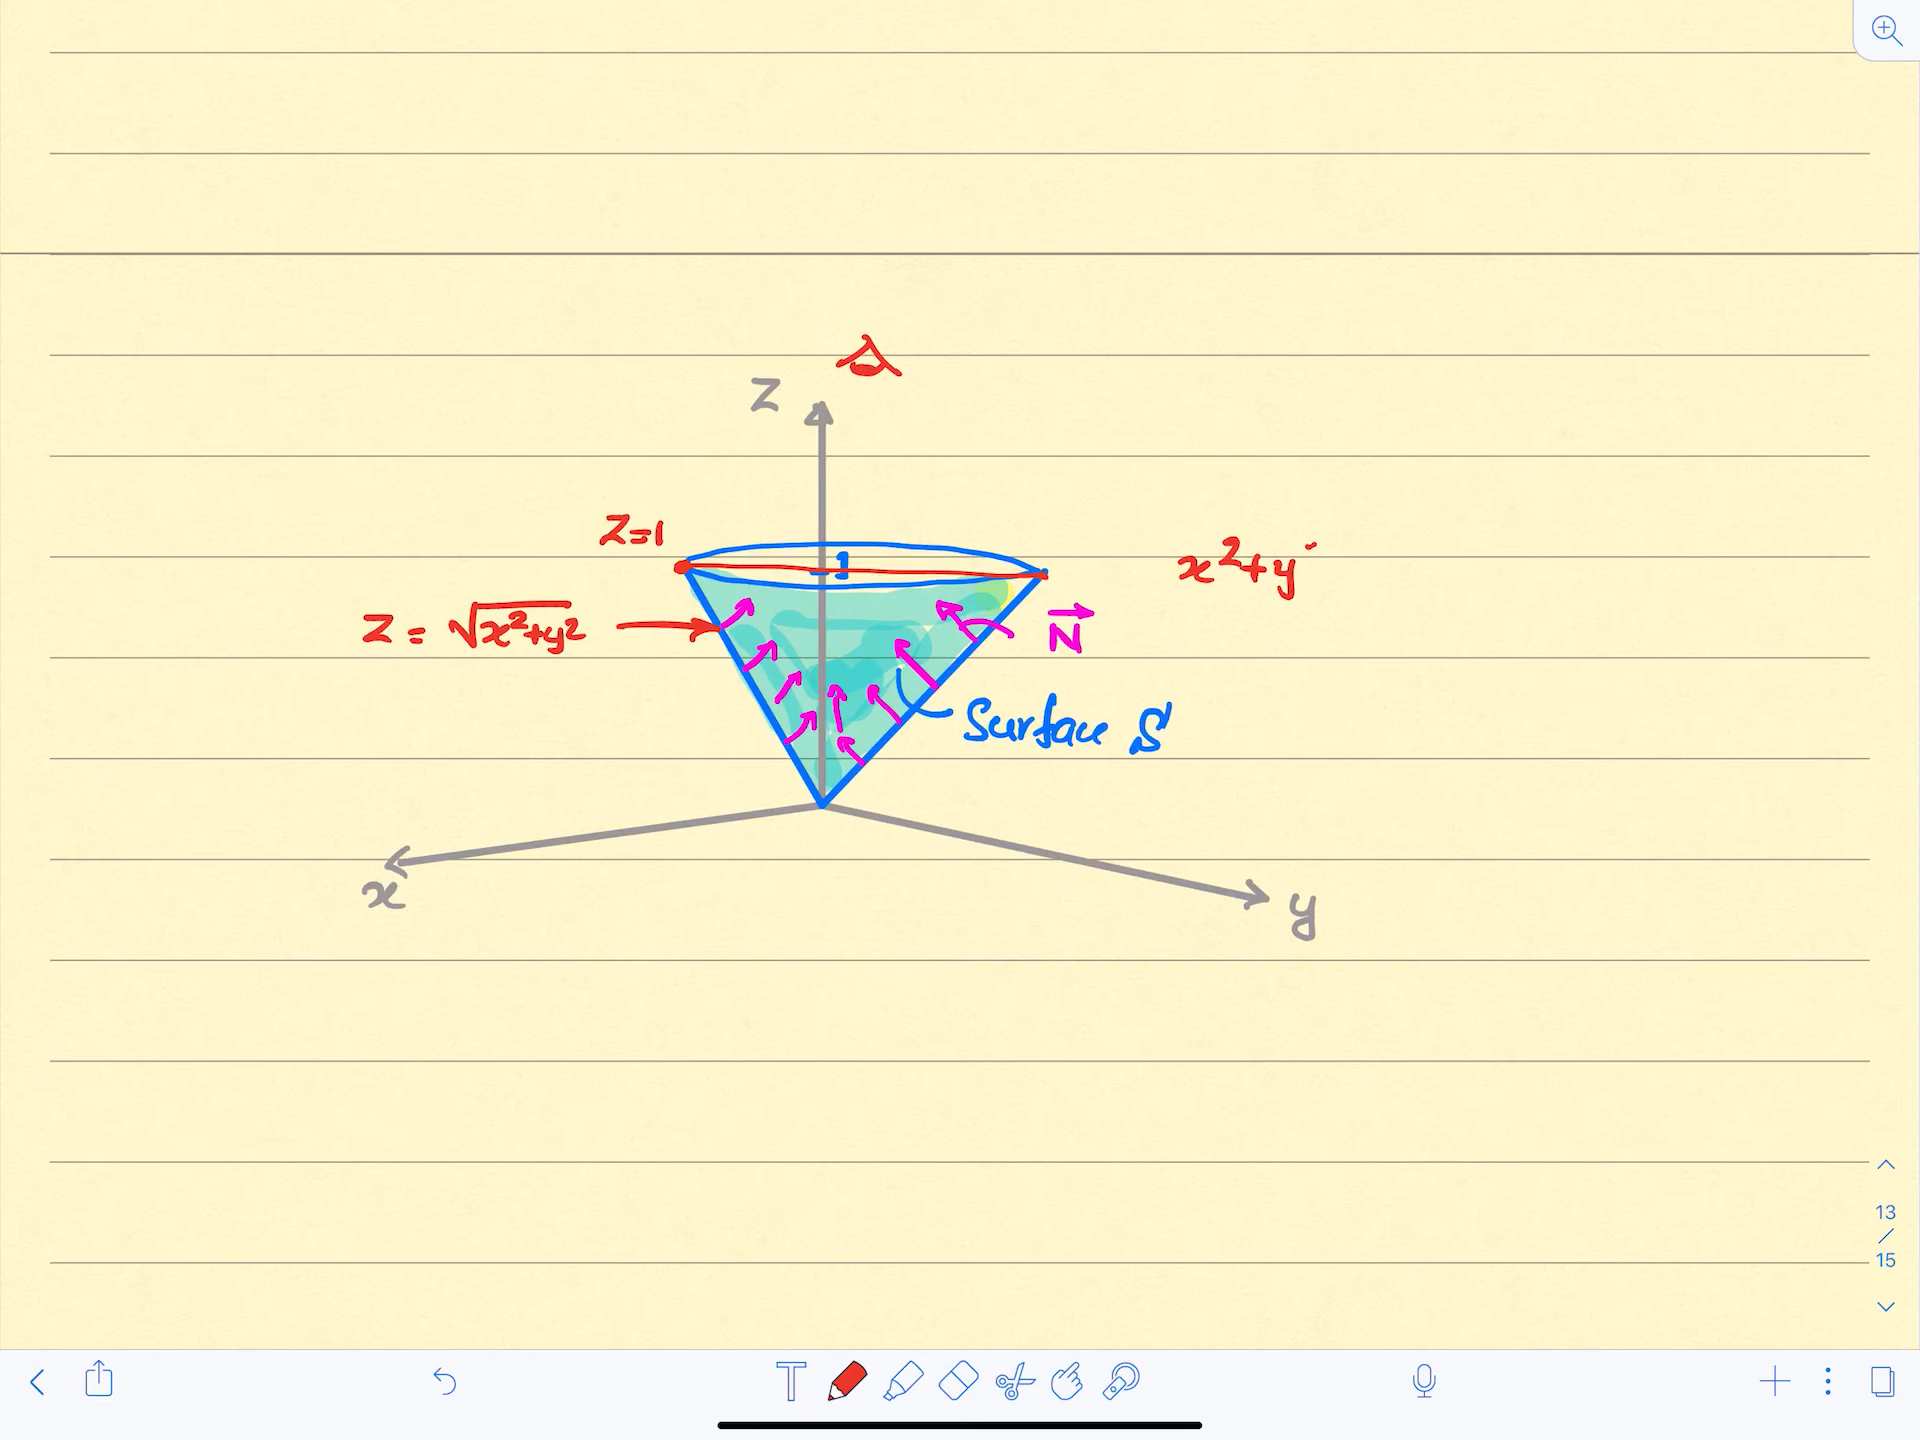 Z
Z=1
1
x²+y
Z = √x²+y²
N
Surface S
x
y
13
/
15
T